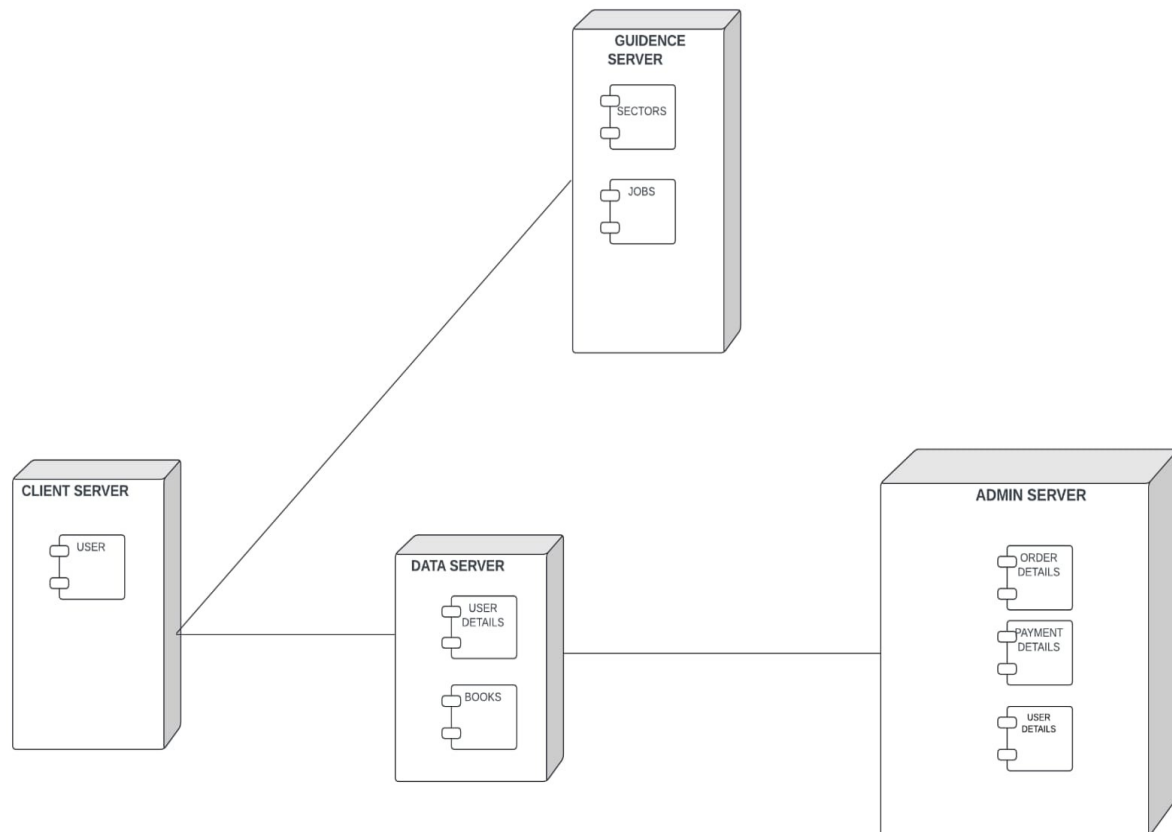 GUIDENCE
SERVER
SECTORS
JOBS
CLIENT SERVER
USER
DATA SERVER
USER
DETAILS
BOOKS
ADMIN SERVER
ORDER
DETAILS
PAYMENT
DETAILS
USER
DETAILS